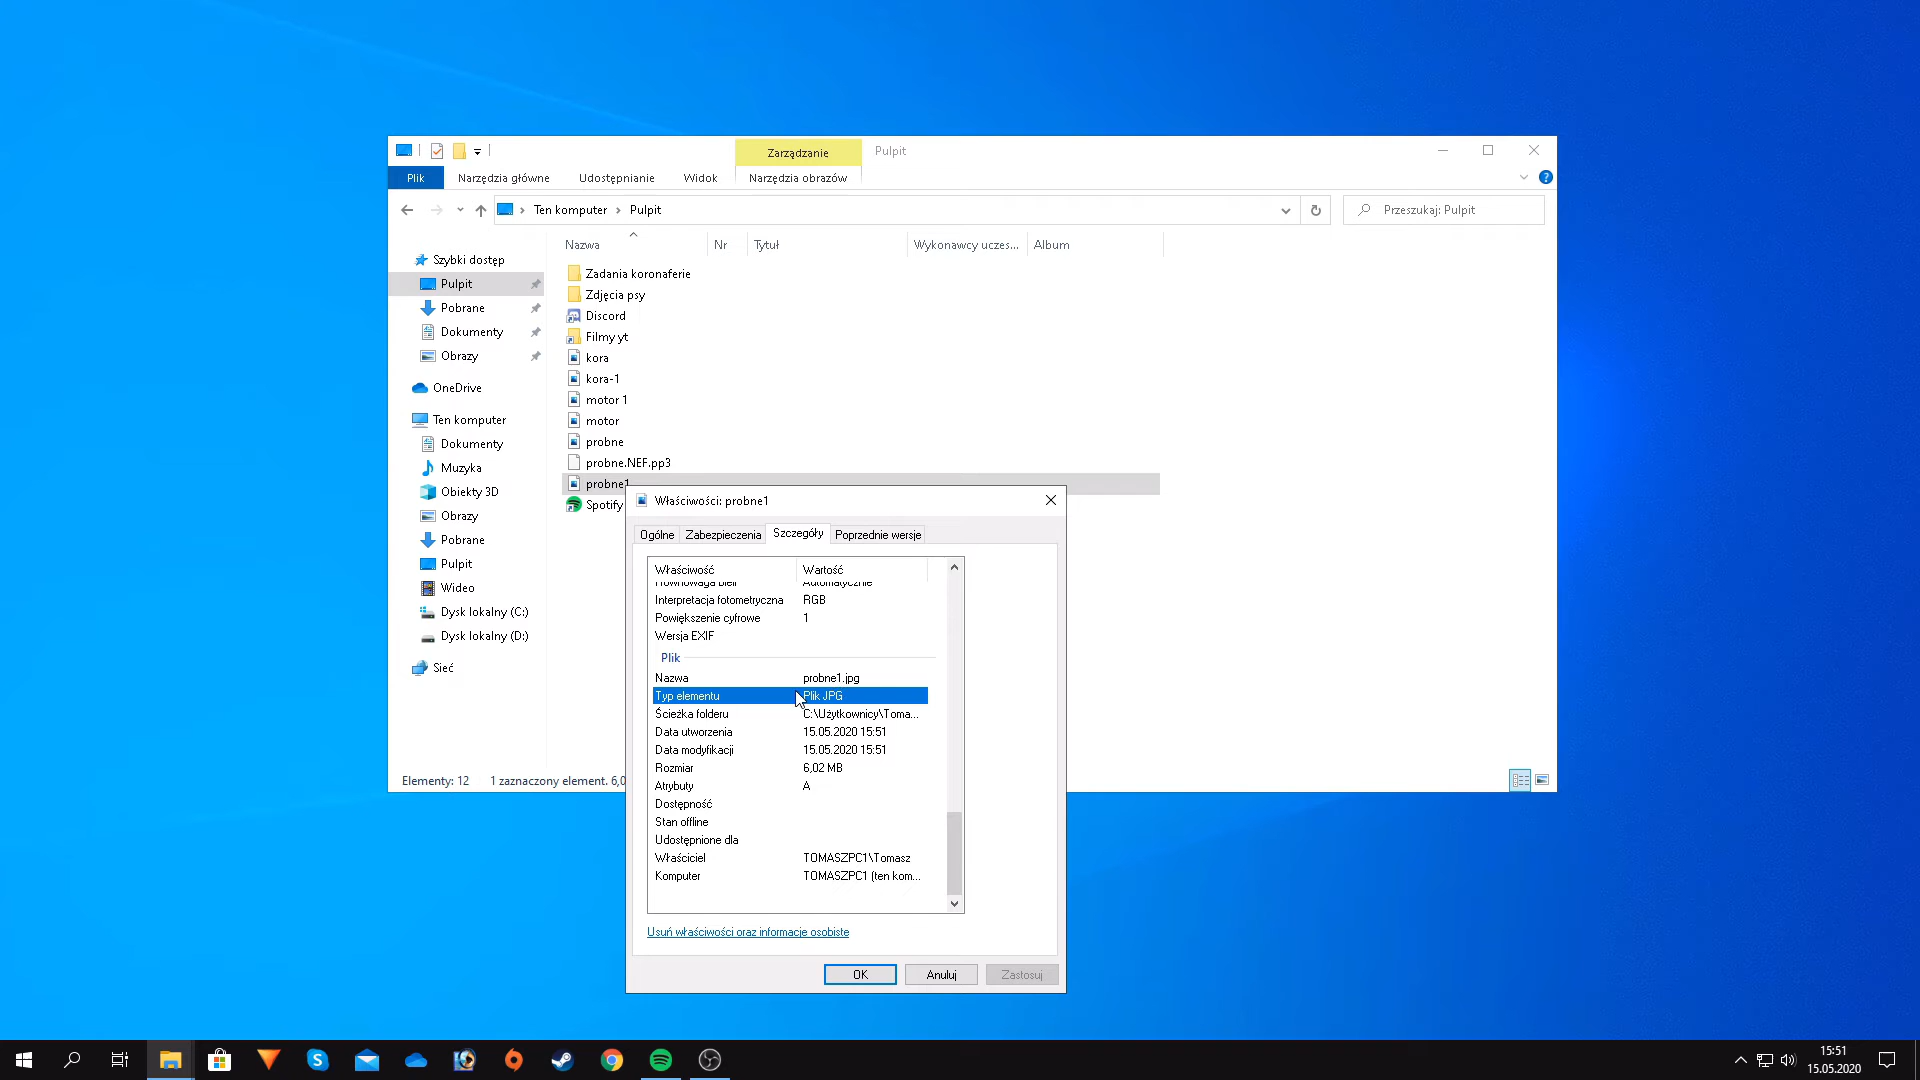 Zarządzanie
Pulpit
Plik
Narzędzia główne
Udostępnianie
Widok
Narzędzia obrazów
Ten komputer
Pulpit
Przeszukaj: Pulpit
Nazwa
Nr
Tytuł
Wykonawcy uczes...
Album
Szybki dostęp
Pulpit
Pobrane
Dokumenty
Obrazy
OneDrive
Ten komputer
Dokumenty
Muzyka
Obiekty 3D
Obrazy
Pobrane
Pulpit
Wideo
Dysk lokalny (C:)
Dysk lokalny (D:)
Sieć
Zadania koronaferie
Zdjęcia psy
Discord
Filmy yt
kora
kora-1
motor 1
motor
probne
probne.NEF.pp3
probne1
Spotify
Elementy: 12
1 zaznaczony element. 6,0
Właściwości: probne1
Ogólne
Zabezpieczenia
Szczegóły
Poprzednie wersje
Właściwość Wartość
Równowaga bieli Automatycznie
Interpretacja fotometryczna RGB
Powiększenie cyfrowe 1
Wersja EXIF
Plik
Nazwa probne1.jpg
Typ elementu Plik JPG
Ścieżka folderu C:\Użytkownicy\Toma...
Data utworzenia 15.05.2020 15:51
Data modyfikacji 15.05.2020 15:51
Rozmiar 6,02 MB
Atrybuty A
Dostępność
Stan offline
Udostępnione dla
Właściciel TOMASZPC1\Tomasz
Komputer TOMASZPC1 (ten kom...
Usuń właściwości oraz informacje osobiste
OK
Anuluj
Zastosuj
15:51
15.05.2020